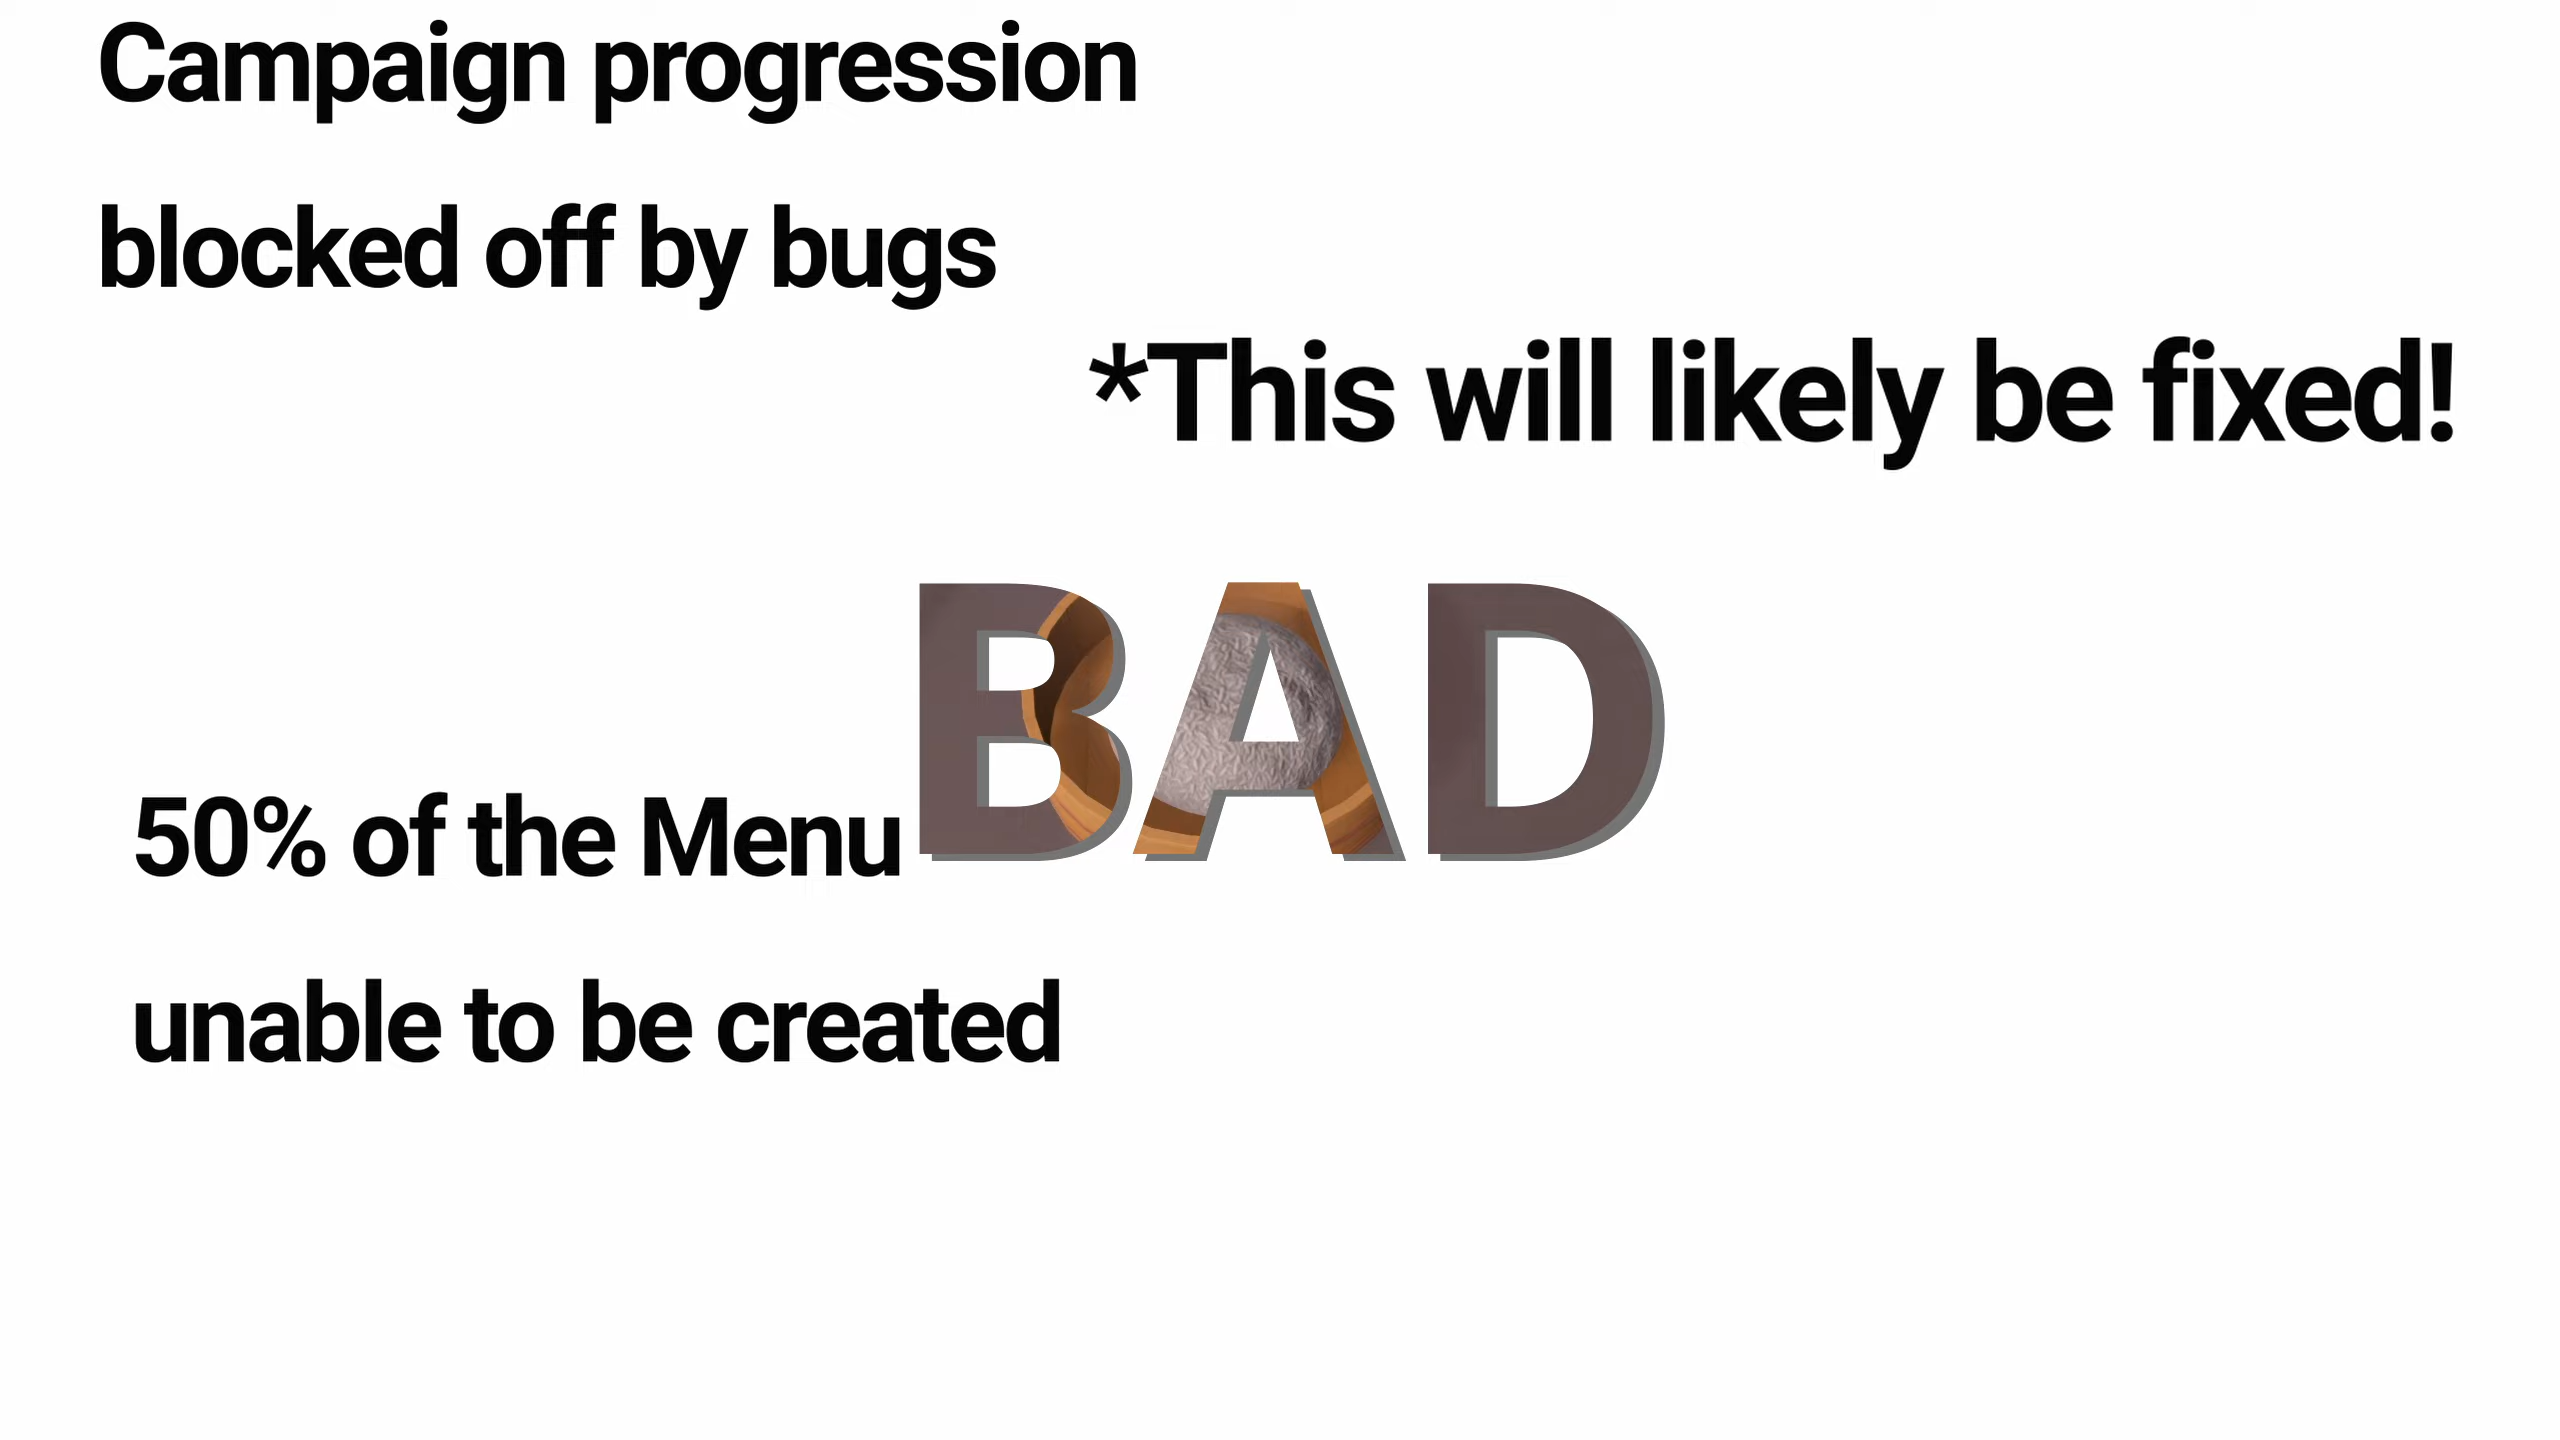 Campaign progression
blocked off by bugs
*This will likely be fixed!
BAD
50% of the Menu
unable to be created